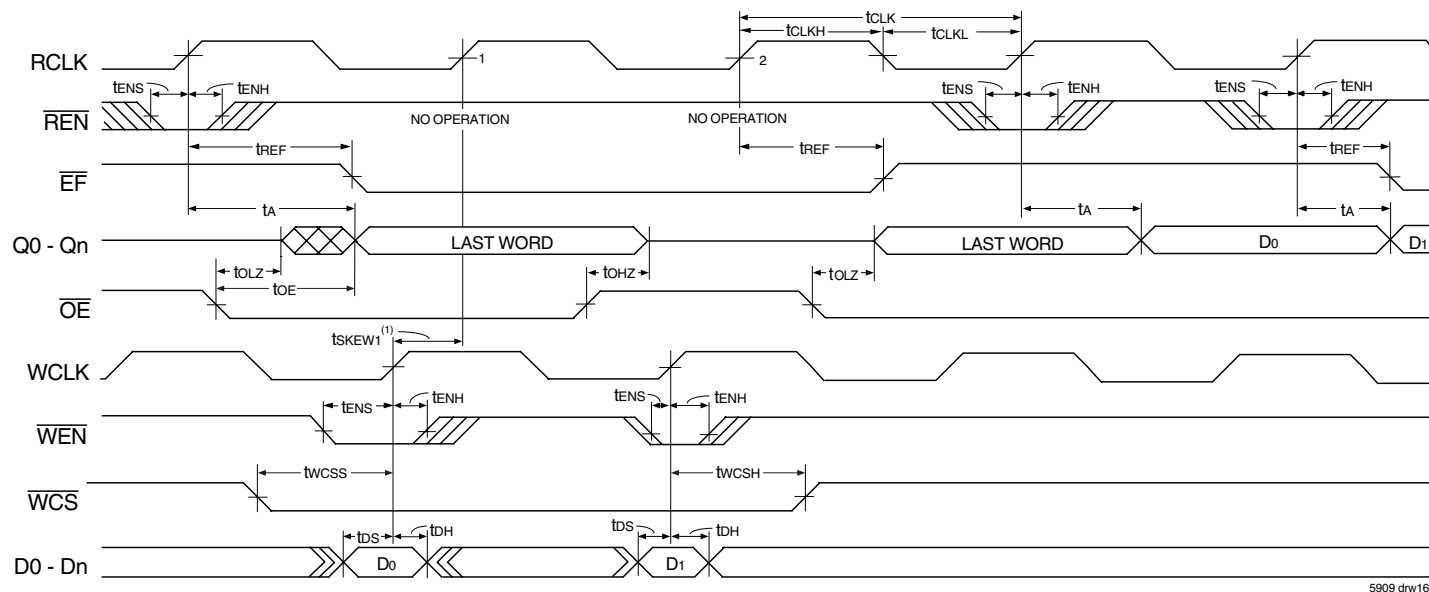 tCLK
tCLKH
tCLKL
RCLK
1
2
tENS
tENH
tENS
tENH
tENS
tENH
REN
NO OPERATION
NO OPERATION
tREF
tREF
tREF
EF
tA
tA
tA
Q0 - Qn
LAST WORD
LAST WORD
D0
D1
tOLZ
tOHZ
tOLZ
tOE
OE
tSKEW1(1)
WCLK
tENS
tENH
tENS
tENH
WEN
tWCSS
tWCSH
WCS
tDS
tDH
tDS
tDH
D0 - Dn
D0
D1
5909 drw16